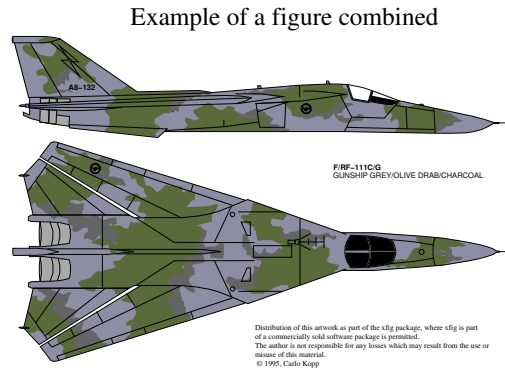 Example of a figure combined
A8-132
F/RF-111C/G
GUNSHIP GREY/OLIVE DRAB/CHARCOAL
Distribution of this artwork as part of the xfig package, where xfig is part
of a commercially sold software package is permitted.
The author is not responsible for any losses which may result from the use or
misuse of this material.
© 1995, Carlo Kopp